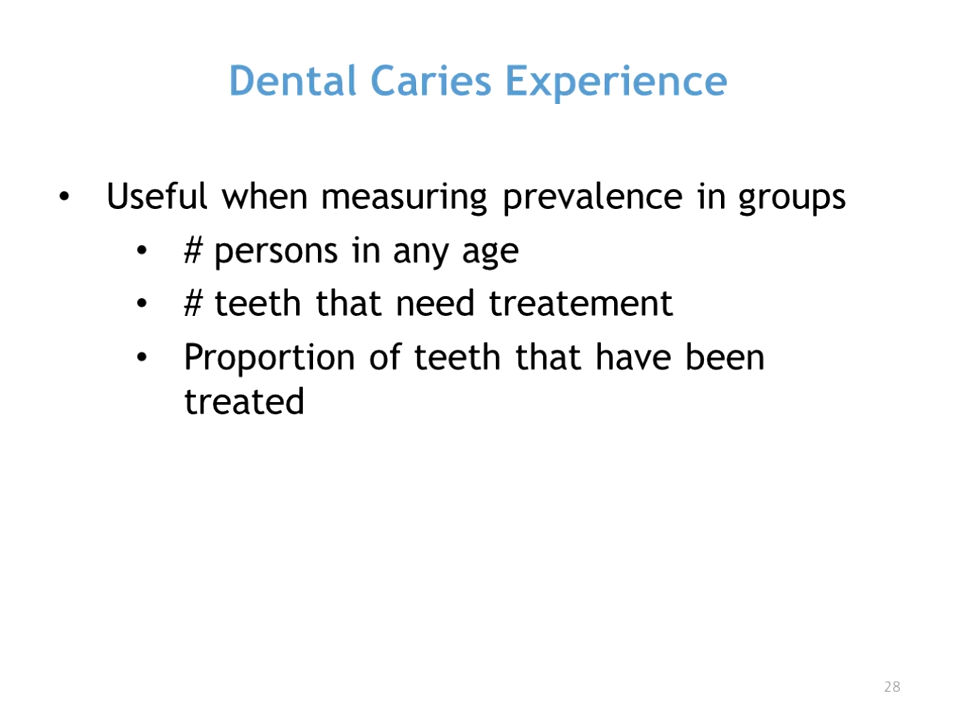 Dental Caries Experience
• Useful when measuring prevalence in groups
• # persons in any age
• # teeth that need treatement
• Proportion of teeth that have been
treated
28